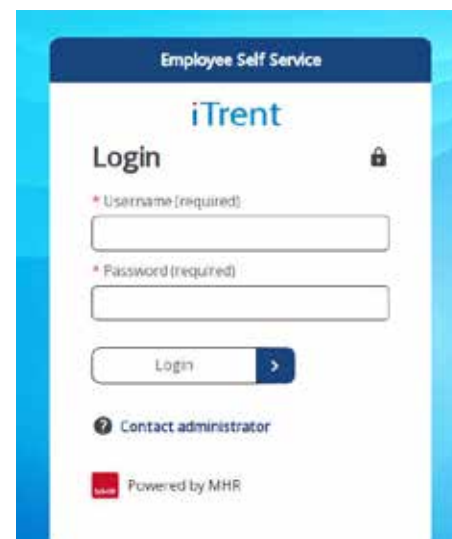 Employee Self Service
iTrent
Login
* Username (required)
* Password (required)
Login
Contact administrator
Powered by MHR